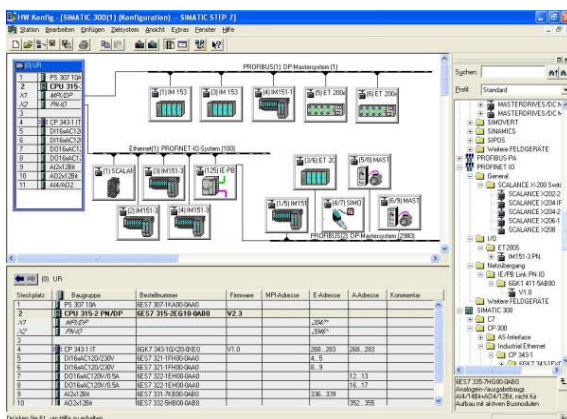 HW Konfig - [SIMATIC 300(1) (Konfiguration) -- SIMATIC STEP 7]
Station Bearbeiten Einfügen Zielsystem Ansicht Extras Fenster Hilfe
(0) UR
1 PS 307 10A
2 CPU 315-
X1 MPI/DP
X2 PN-IO
3
4 CP 343-1 IT
5 DI16xAC12
6 DI16xAC12
7 DO16xAC1
8 DO16xAC1
9 AI2x12Bit
10 AO2x12Bi
11 AI4/AO2
PROFIBUS(1): DP-Mastersystem (1)
(1) IM 153
(3) IM 153
(4) IM151-1
(5) ET 200e
(6) ET 200e
Ethernet(1): PROFINET-IO-System (100)
(1) SCALAN
(3) IM151-3
(125) IE-PB
(2) IM151-3
(4) IM151-3
(3/6) ET 20
(5/8) MAST
(1/5) IM151
(4/7) SIMO
(6/9) MAST
PROFIBUS(2): DP-Mastersystem (2980)
Suchen:
Profil: Standard
MASTERDRIVES/DC M
MASTERDRIVES/DC M
SIMOVERT
SINAMICS
SIPOS
Weitere FELDGERÄTE
PROFIBUS-PA
PROFINET IO
General
SCALANCE X-200 Switc
SCALANCE X202-2
SCALANCE X204 IF
SCALANCE X204-2
SCALANCE X206-1
SCALANCE X208
I/O
ET200S
IM151-3 PN
Netzübergang
IE/PB Link PN IO
6GK1 411-5AB00
V1.0
Weitere FELDGERÄTE
SIMATIC 300
C7
CP-300
AS-Interface
Industrial Ethernet
CP 343-1
6GK7 343-1EX1
6ES7 335-7HG00-0AB0
Analogein-/ausgabebaugr.
AI4/14Bit+AO4/12Bit, nicht für
Aufbau mit aktiven Busmodulen
(0) UR
Steckplatz Baugruppe Bestellnummer Firmware MPI-Adresse E-Adresse A-Adresse Kommentar
1 PS 307 10A 6ES7 307-1KA00-0AA0
2 CPU 315-2 PN/DP 6ES7 315-2EG10-0AB0 V2.3
X1 MPI/DP 2047*
X2 PN-IO 2046*
3
4 CP 343-1 IT 6GK7 343-1GX20-0XE0 V1.0 268...283 268...283
5 DI16xAC120/230V 6ES7 321-1FH00-0AA0 4...5
6 DI16xAC120/230V 6ES7 321-1FH00-0AA0 8...9
7 DO16xAC120V/0.5A 6ES7 322-1EH00-0AA0 12...13
8 DO16xAC120V/0.5A 6ES7 322-1EH00-0AA0 16...17
9 AI2x12Bit 6ES7 331-7KB00-0AB0 336...339
10 AO2x12Bit 6ES7 332-5HB00-0AB0 352...355
Drücken Sie F1, um Hilfe zu erhalten.